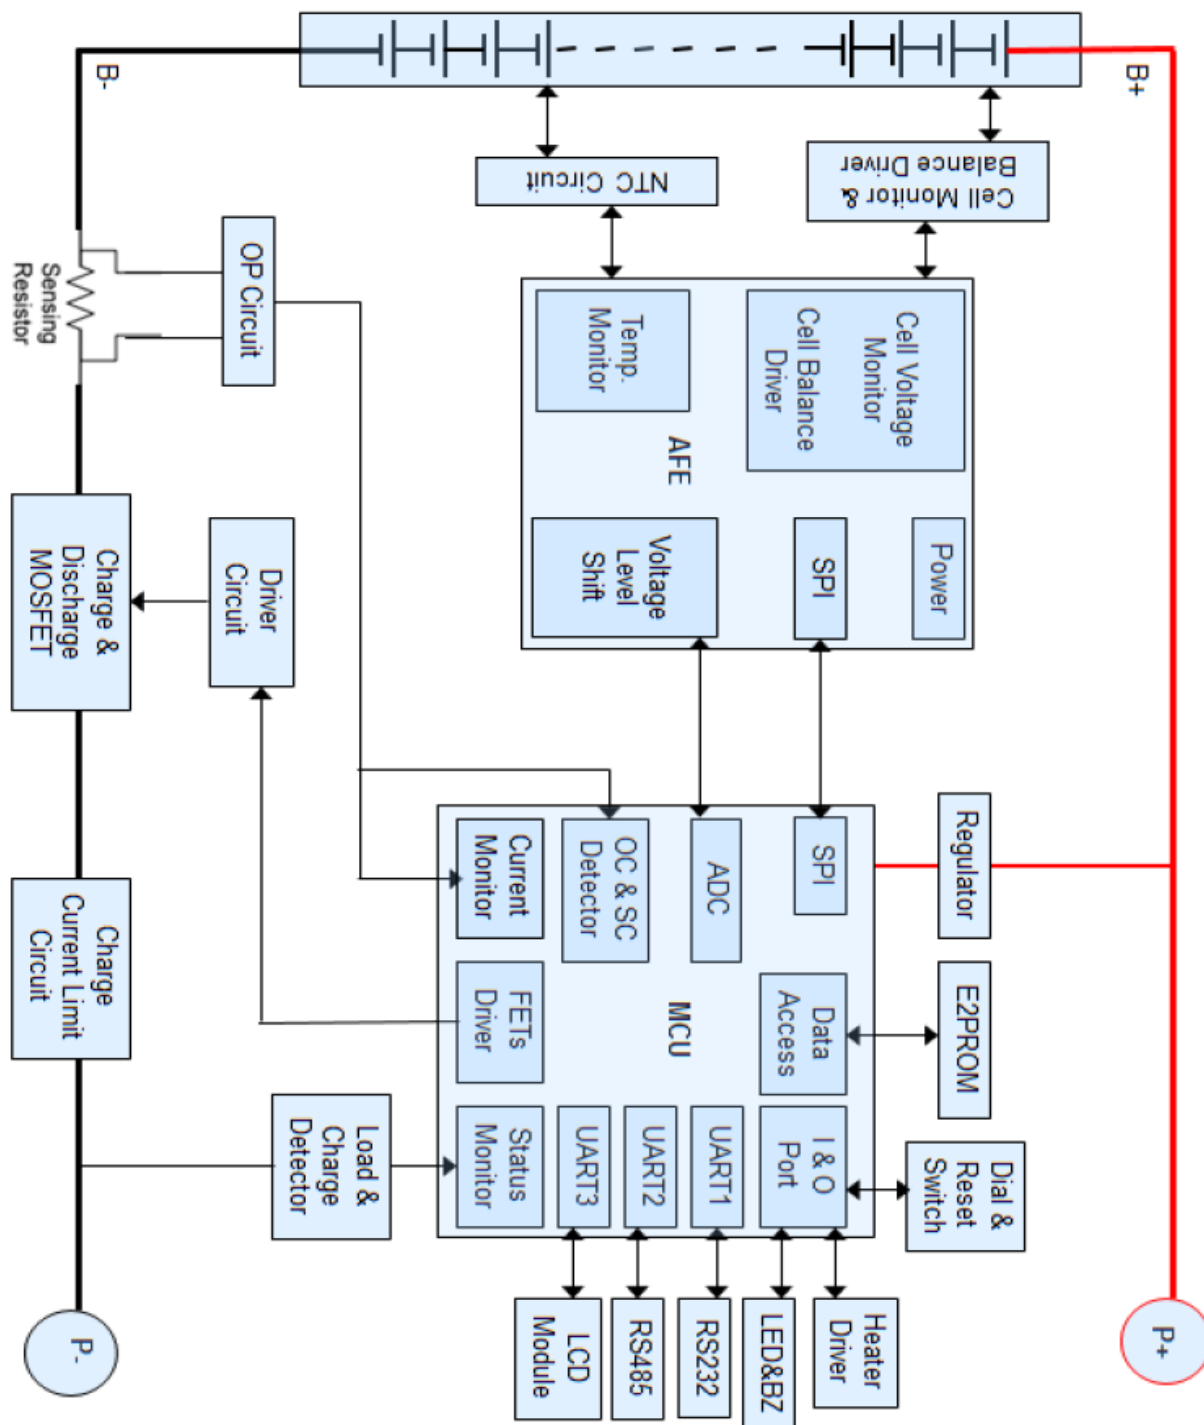 B-
B+
NTC Circuit
Cell Monitor &
Balance Driver
Sensing
Resistor
OP Circuit
Temp.
Monitor
Cell Voltage
Monitor
Cell Balance
Driver
AFE
Voltage
Level
Shift
SPI
Power
Charge &
Discharge
MOSFET
Driver
Circuit
Current
Monitor
OC & SC
Detector
ADC
SPI
Regulator
Charge
Current Limit
Circuit
FETs
Driver
MCU
Data
Access
E2PROM
Load &
Charge
Detector
Status
Monitor
UART3
UART2
UART1
I & O
Port
Dial &
Reset
Switch
LCD
Module
RS485
RS232
LED&BZ
Heater
Driver
P-
P+